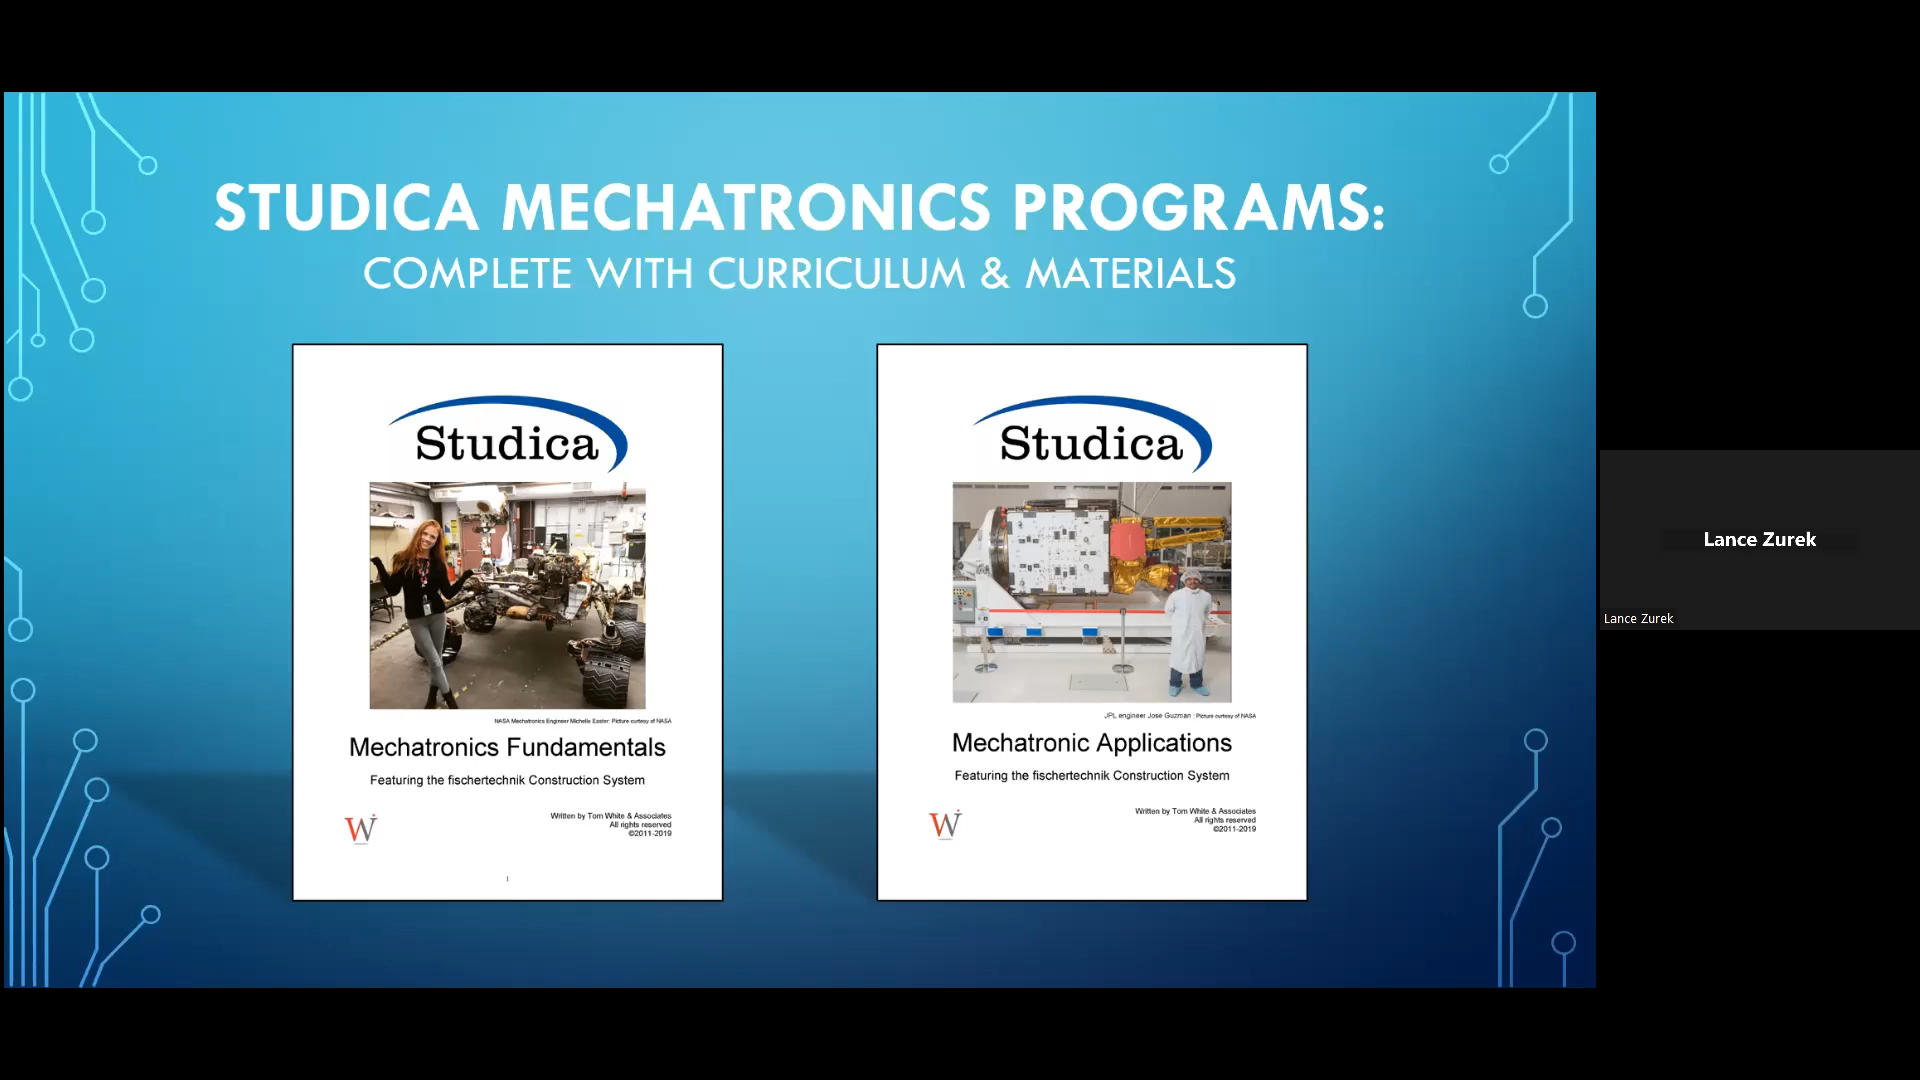 STUDICA MECHATRONICS PROGRAMS:
COMPLETE WITH CURRICULUM & MATERIALS
Studica
NASA Mechatronics Engineer Michelle Easter: Picture curtesy of NASA
Mechatronics Fundamentals
Featuring the fischertechnik Construction System
W
Written by Tom White & Associates
All rights reserved
©2011-2019
1
Studica
JPL engineer Jose Guzman : Picture curtesy of NASA
Mechatronic Applications
Featuring the fischertechnik Construction System
W
Written by Tom White & Associates
All rights reserved
©2011-2019
Lance Zurek
Lance Zurek